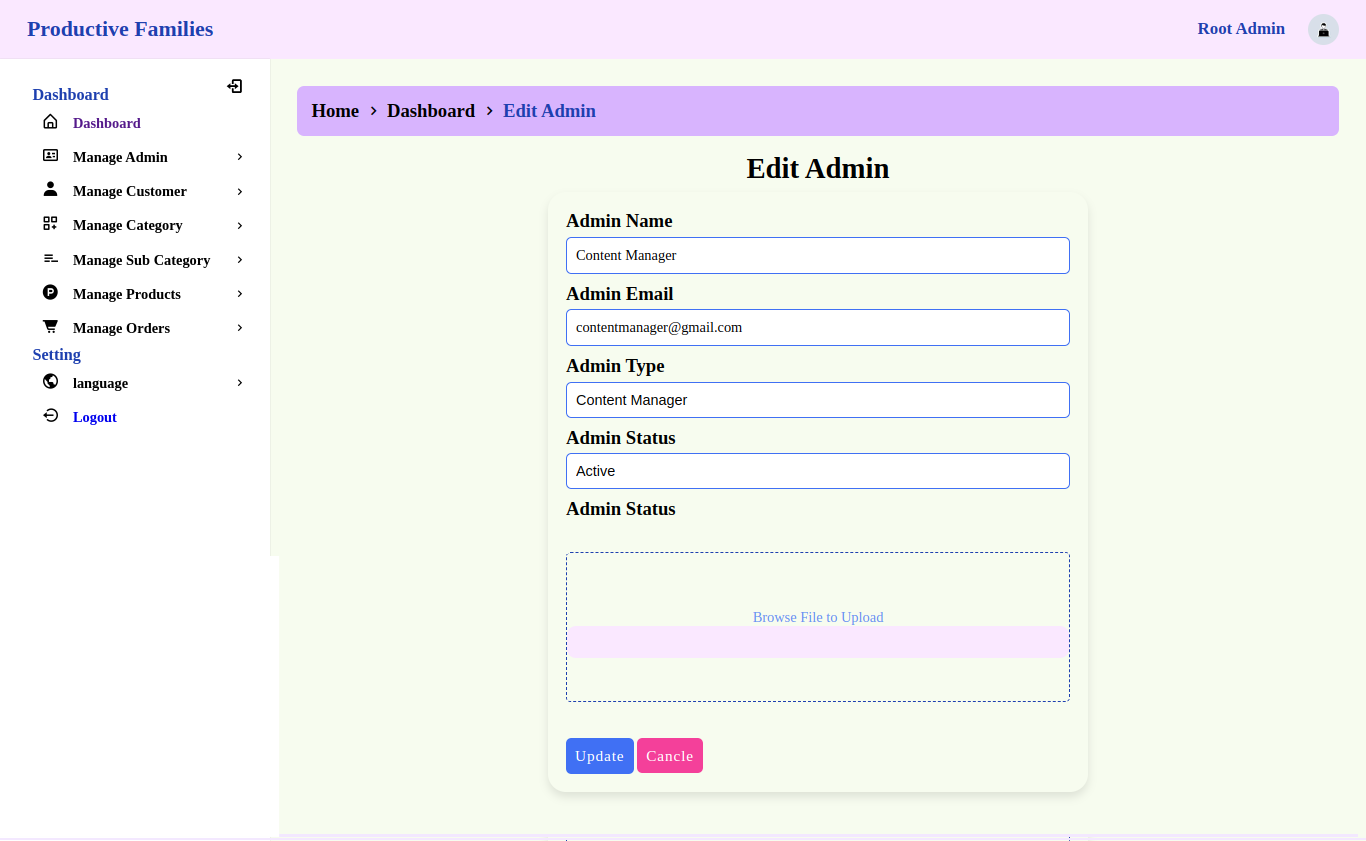 Productive Families
Root Admin
Dashboard
Dashboard
Manage Admin
Manage Customer
Manage Category
Manage Sub Category
Manage Products
Manage Orders
Setting
language
Logout
Home > Dashboard > Edit Admin
Edit Admin
Admin Name
Content Manager
Admin Email
contentmanager@gmail.com
Admin Type
Content Manager
Admin Status
Active
Admin Status
Browse File to Upload
Update Cancle